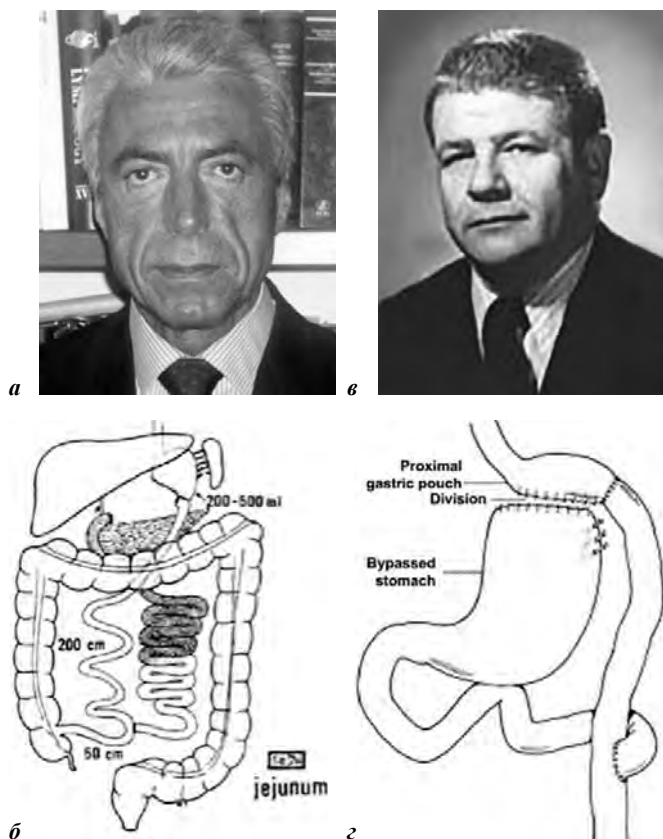 а
в
200-500 ml
200 cm
50 cm
jejunum
б
Proximal
gastric pouch
Division
Bypassed
stomach
г